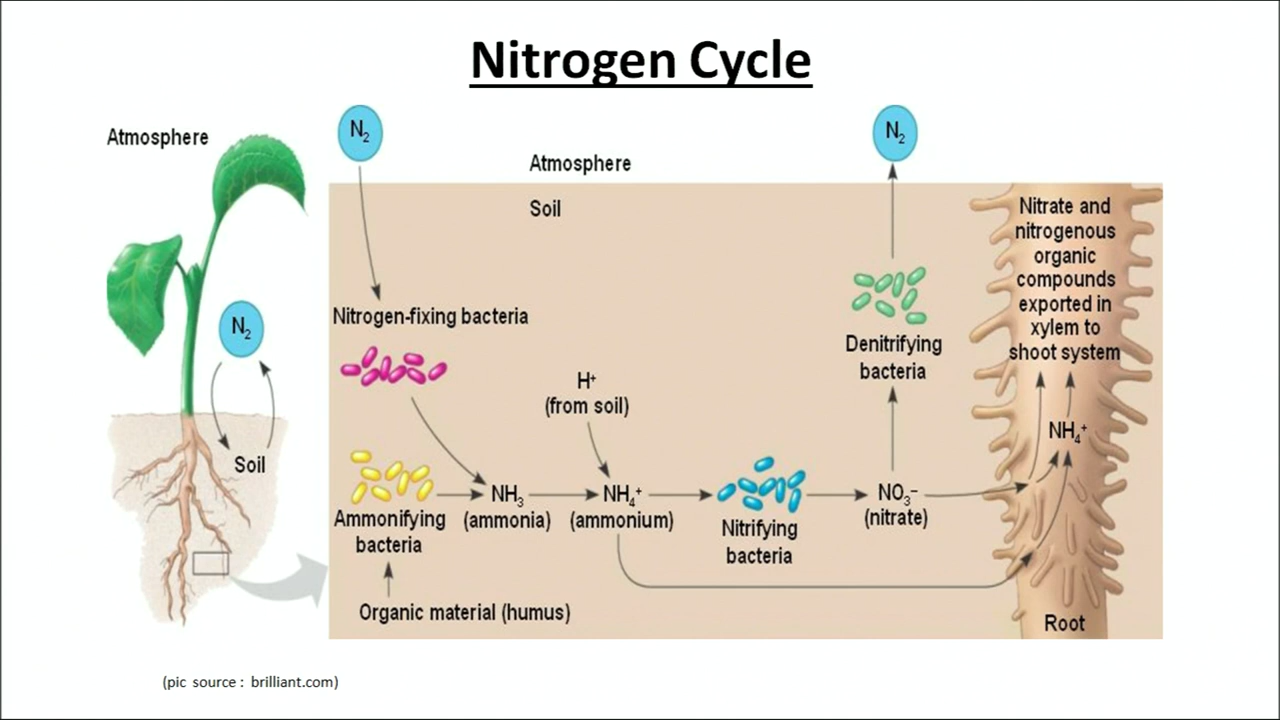 Nitrogen Cycle
Atmosphere
N₂
Soil
N₂
Atmosphere
Soil
Nitrogen-fixing bacteria
H⁺
(from soil)
Ammonifying
bacteria
Organic material (humus)
NH₃
(ammonia)
NH₄⁺
(ammonium)
Nitrifying
bacteria
NO₃⁻
(nitrate)
Denitrifying
bacteria
N₂
Nitrate and
nitrogenous
organic
compounds
exported in
xylem to
shoot system
NH₄⁺
Root
(pic source : brilliant.com)